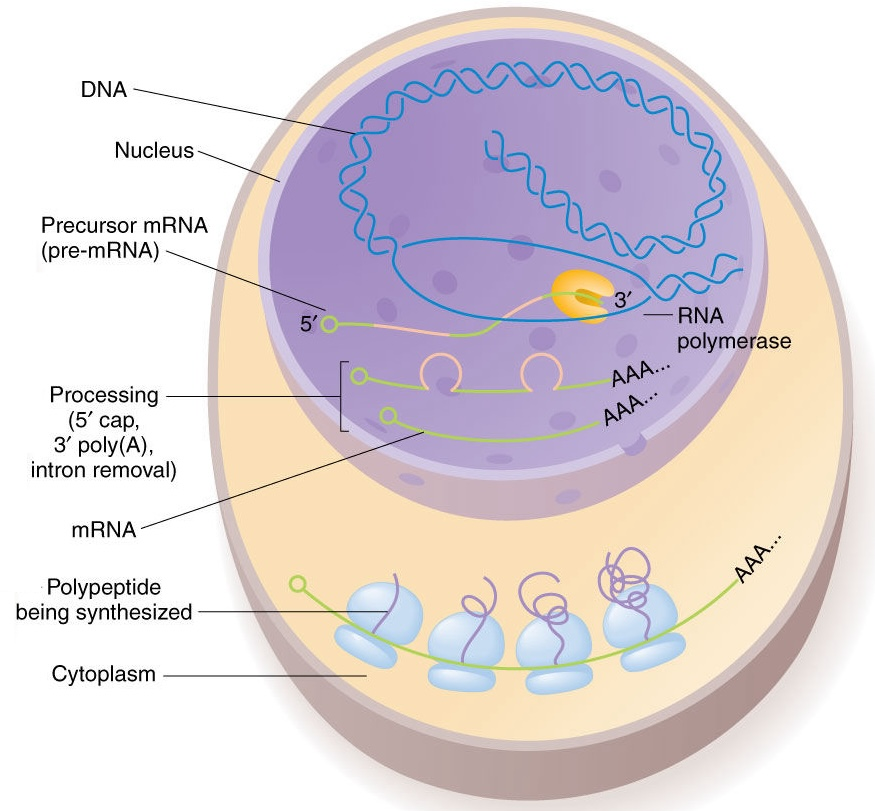 DNA
Nucleus
Precursor mRNA
(pre-mRNA)
5′
3′
RNA
polymerase
AAA...
AAA...
Processing
(5′ cap,
3′ poly(A),
intron removal)
mRNA
AAA...
Polypeptide
being synthesized
Cytoplasm